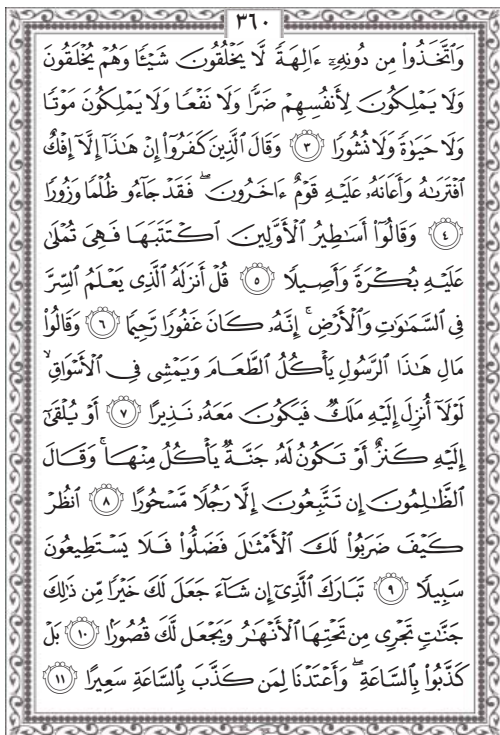 ٣٦٠
وَٱتَّخَذُوا۟ مِن دُونِهِۦٓ ءَالِهَةً لَّا يَخْلُقُونَ شَيْـًٔا وَهُمْ يُخْلَقُونَ
وَلَا يَمْلِكُونَ لِأَنفُسِهِمْ ضَرًّا وَلَا نَفْعًا وَلَا يَمْلِكُونَ مَوْتًا
وَلَا حَيَوٰةً وَلَا نُشُورًا ٣ وَقَالَ ٱلَّذِينَ كَفَرُوٓا۟ إِنْ هَـٰذَآ إِلَّآ إِفْكٌ
ٱفْتَرَىٰهُ وَأَعَانَهُۥ عَلَيْهِ قَوْمٌ ءَاخَرُونَ ۖ فَقَدْ جَآءُو ظُلْمًا وَزُورًا
٤ وَقَالُوٓا۟ أَسَـٰطِيرُ ٱلْأَوَّلِينَ ٱكْتَتَبَهَا فَهِىَ تُمْلَىٰ
عَلَيْهِ بُكْرَةً وَأَصِيلًا ٥ قُلْ أَنزَلَهُ ٱلَّذِى يَعْلَمُ ٱلسِّرَّ
فِى ٱلسَّمَـٰوَٰتِ وَٱلْأَرْضِ ۚ إِنَّهُۥ كَانَ غَفُورًا رَّحِيمًا ٦ وَقَالُوا۟
مَالِ هَـٰذَا ٱلرَّسُولِ يَأْكُلُ ٱلطَّعَامَ وَيَمْشِى فِى ٱلْأَسْوَاقِ ۙ
لَوْلَآ أُنزِلَ إِلَيْهِ مَلَكٌ فَيَكُونَ مَعَهُۥ نَذِيرًا ٧ أَوْ يُلْقَىٰٓ
إِلَيْهِ كَنزٌ أَوْ تَكُونُ لَهُۥ جَنَّةٌ يَأْكُلُ مِنْهَا ۚ وَقَالَ
ٱلظَّـٰلِمُونَ إِن تَتَّبِعُونَ إِلَّا رَجُلًا مَّسْحُورًا ٨ ٱنظُرْ
كَيْفَ ضَرَبُوا۟ لَكَ ٱلْأَمْثَـٰلَ فَضَلُّوا۟ فَلَا يَسْتَطِيعُونَ
سَبِيلًا ٩ تَبَارَكَ ٱلَّذِىٓ إِن شَآءَ جَعَلَ لَكَ خَيْرًا مِّن ذَٰلِكَ
جَنَّـٰتٍ تَجْرِى مِن تَحْتِهَا ٱلْأَنْهَـٰرُ وَيَجْعَل لَّكَ قُصُورًۢا ١٠ بَلْ
كَذَّبُوا۟ بِٱلسَّاعَةِ ۖ وَأَعْتَدْنَا لِمَن كَذَّبَ بِٱلسَّاعَةِ سَعِيرًا ١١